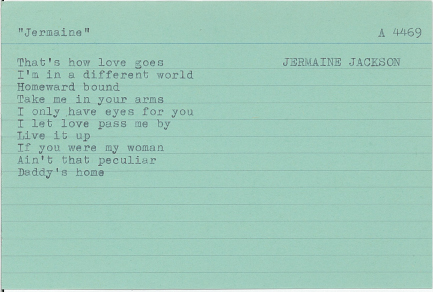 "Jermaine" A 4469
That's how love goes JERMAINE JACKSON
I'm in a different world
Homeward bound
Take me in your arms
I only have eyes for you
I let love pass me by
Live it up
If you were my woman
Ain't that peculiar
Daddy's home